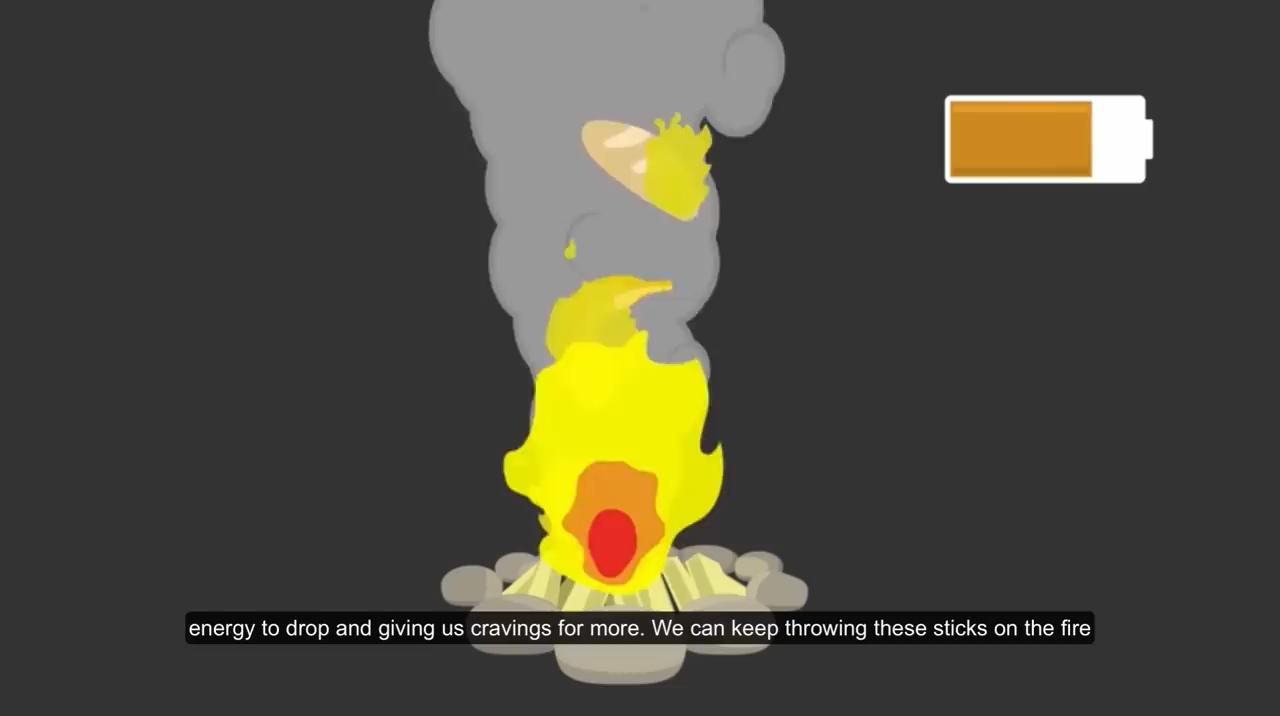 energy to drop and giving us cravings for more. We can keep throwing these sticks on the fire